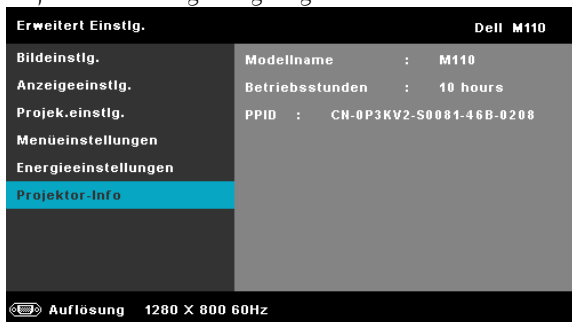 Erweitert Einstlg. Dell M110
Bildeinstlg.
Anzeigeeinstlg.
Projek.einstlg.
Menüeinstellungen
Energieeinstellungen
Projektor-Info
Modellname : M110
Betriebsstunden : 10 hours
PPID : CN-0P3KV2-S0081-46B-0208
Auflösung 1280 X 800 60Hz